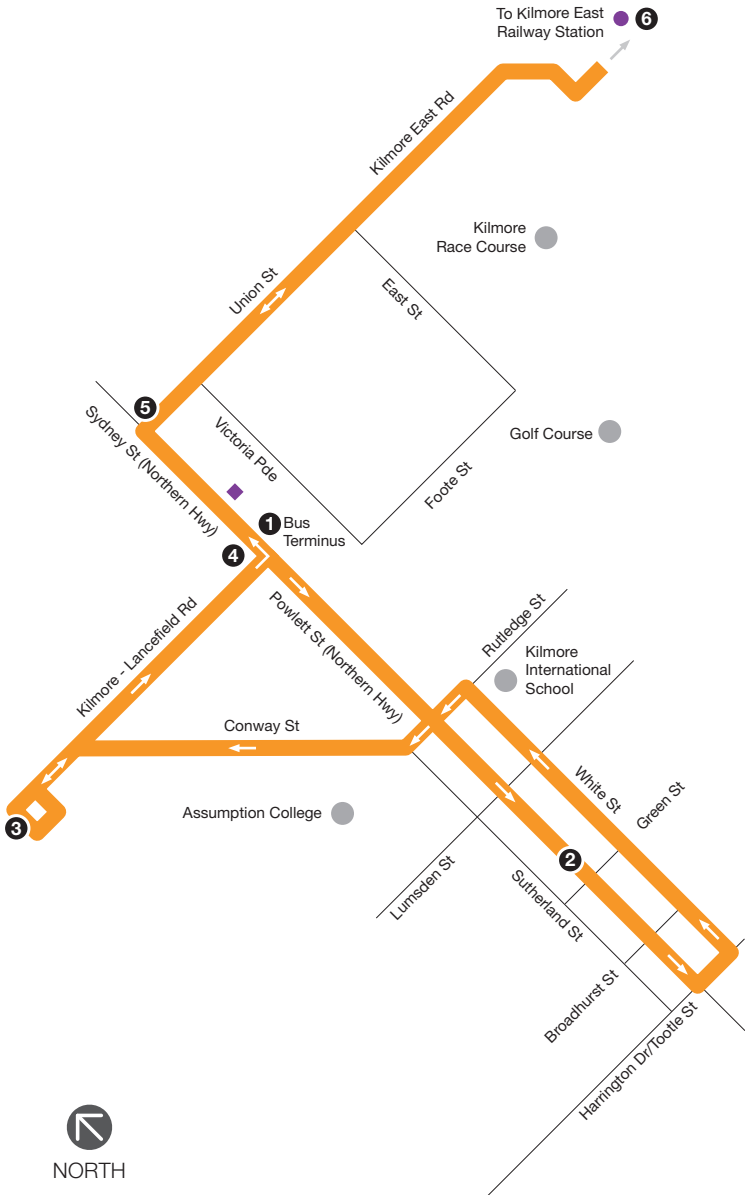 To Kilmore East
Railway Station
6
Kilmore East Rd
Kilmore
Race Course
Union St
East St
5
Sydney St (Northern Hwy)
Victoria Pde
Golf Course
Foote St
1
Bus
Terminus
4
Powlett St (Northern Hwy)
Rutledge St
Kilmore - Lancefield Rd
Kilmore
International
School
Conway St
White St
Green St
3
Assumption College
2
Lumsden St
Sutherland St
Broadhurst St
Harrington Dr/Tootle St
NORTH